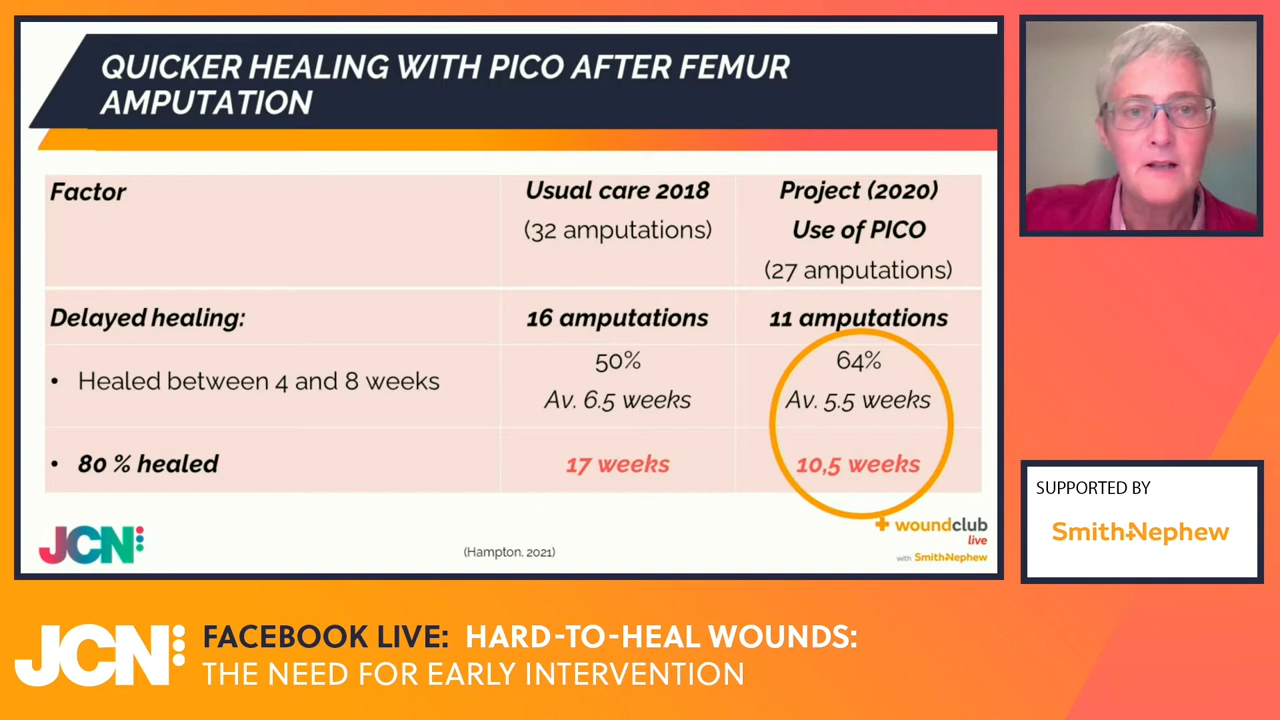 QUICKER HEALING WITH PICO AFTER FEMUR
AMPUTATION
Factor
Usual care 2018
(32 amputations)
Project (2020)
Use of PICO
(27 amputations)
Delayed healing:
16 amputations
11 amputations
• Healed between 4 and 8 weeks
50%
Av. 6.5 weeks
64%
Av. 5.5 weeks
• 80 % healed
17 weeks
10,5 weeks
JCN
(Hampton. 2021)
woundclub
live
with Smith+Nephew
SUPPORTED BY
Smith+Nephew
JCN
FACEBOOK LIVE: HARD-TO-HEAL WOUNDS:
THE NEED FOR EARLY INTERVENTION